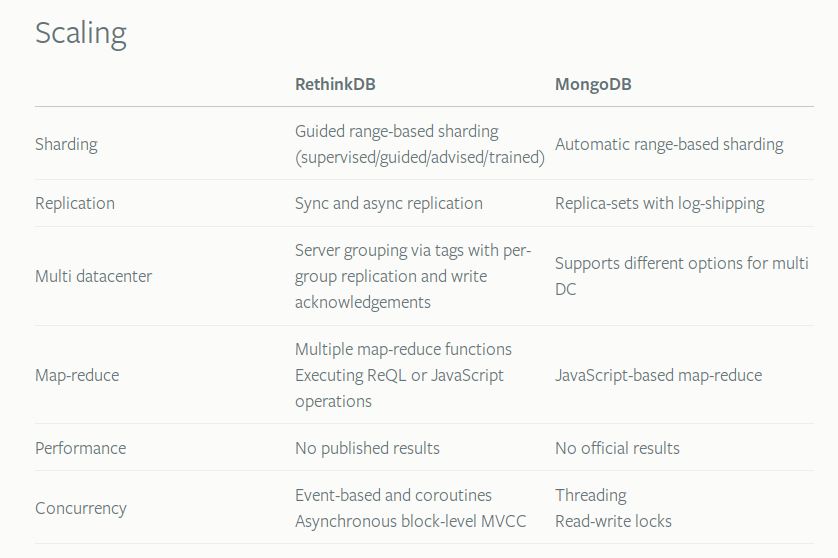 Scaling
RethinkDB MongoDB
Sharding
Guided range-based sharding
(supervised/guided/advised/trained)
Automatic range-based sharding
Replication
Sync and async replication
Replica-sets with log-shipping
Multi datacenter
Server grouping via tags with per-
group replication and write
acknowledgements
Supports different options for multi
DC
Map-reduce
Multiple map-reduce functions
Executing ReQL or JavaScript
operations
JavaScript-based map-reduce
Performance
No published results
No official results
Concurrency
Event-based and coroutines
Asynchronous block-level MVCC
Threading
Read-write locks